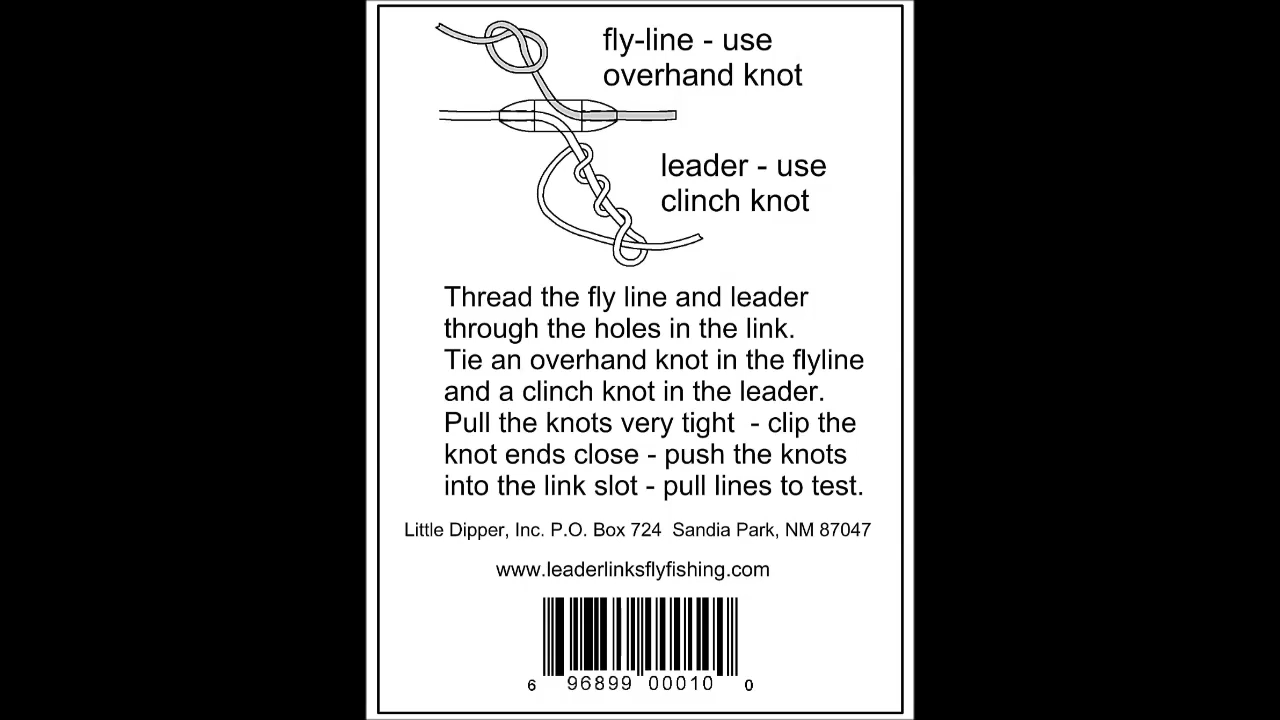 fly-line - use
overhand knot
leader - use
clinch knot
Thread the fly line and leader
through the holes in the link.
Tie an overhand knot in the flyline
and a clinch knot in the leader.
Pull the knots very tight  - clip the
knot ends close - push the knots
into the link slot - pull lines to test.
Little Dipper, Inc. P.O. Box 724  Sandia Park, NM 87047
www.leaderlinksflyfishing.com
6 96899 00010 0